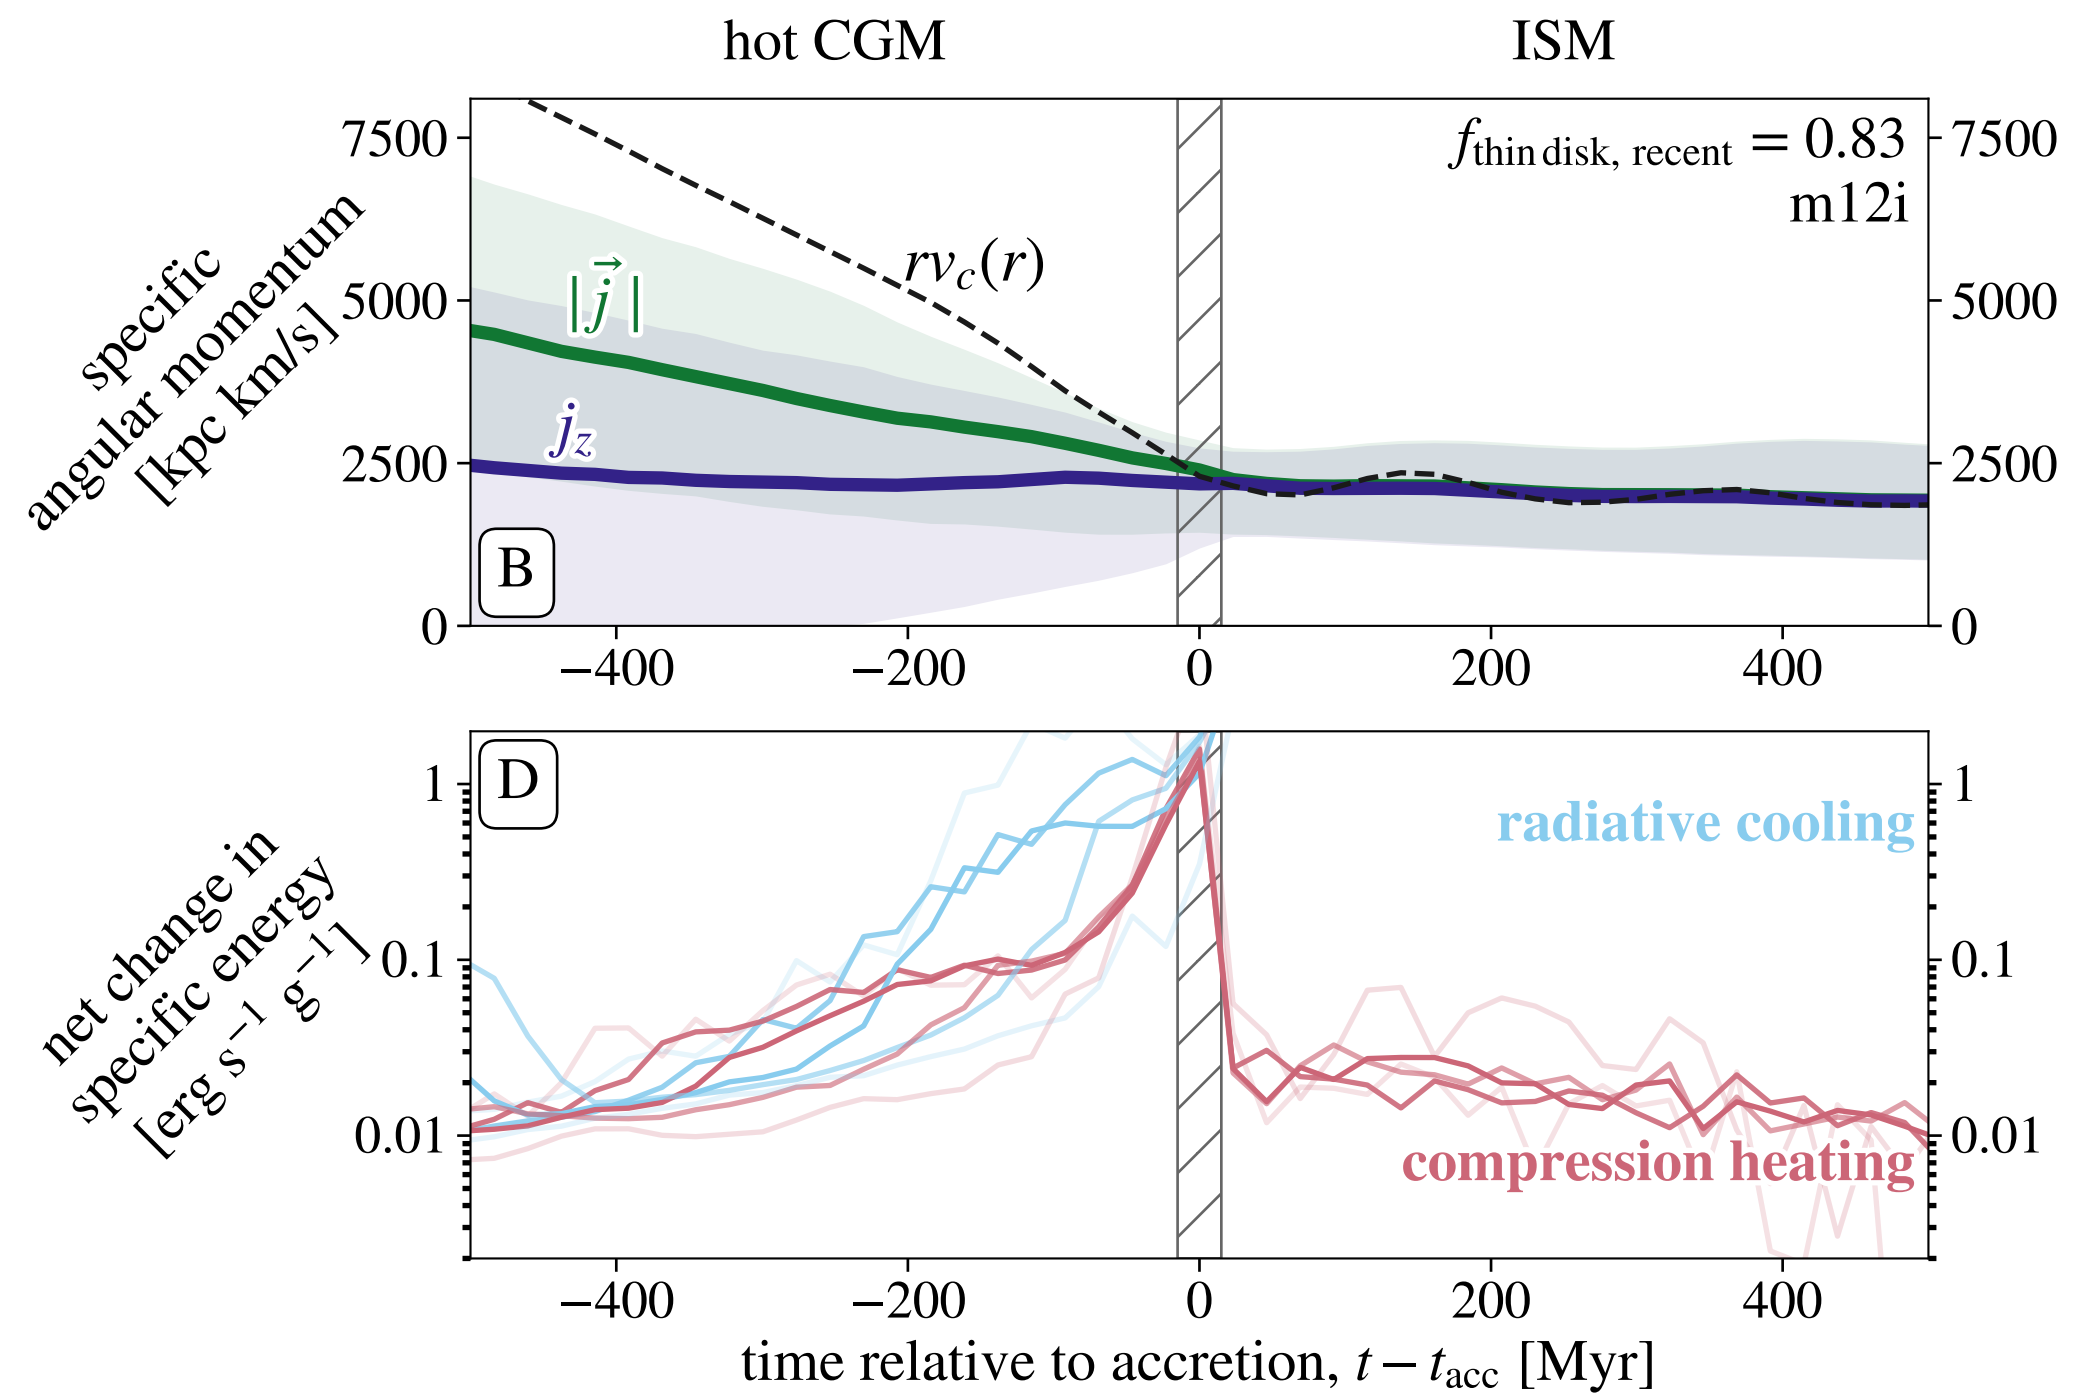 hot CGM
ISM
specific
angular momentum
[kpc km/s]
7500
5000
2500
0
7500
5000
2500
0
f_thin disk, recent = 0.83
m12i
rv_c(r)
|j⃗|
j_z
B
−400
−200
0
200
400
net change in
specific energy
[erg s⁻¹ g⁻¹]
1
0.1
0.01
1
0.1
0.01
D
radiative cooling
compression heating
−400
−200
0
200
400
time relative to accretion, t − t_acc [Myr]